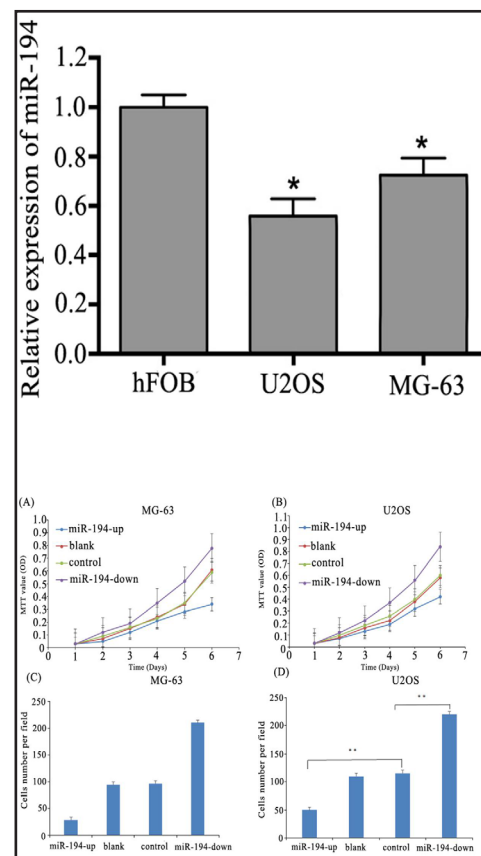 Relative expression of miR-194
1.2
1.0
0.8
0.6
0.4
0.2
0.0
*
*
hFOB
U2OS
MG-63
(A)
MG-63
MTT value (OD)
1.0
0.9
0.8
0.7
0.6
0.5
0.4
0.3
0.2
0.1
0
miR-194-up
blank
control
miR-194-down
0 1 2 3 4 5 6 7
Time (Days)
(B)
U2OS
MTT value (OD)
1.0
0.9
0.8
0.7
0.6
0.5
0.4
0.3
0.2
0.1
0
miR-194-up
blank
control
miR-194-down
0 1 2 3 4 5 6 7
Time (Days)
(C)
MG-63
Cells number per field
250
200
150
100
50
0
miR-194-up blank control miR-194-down
(D)
U2OS
Cells number per field
250
200
150
100
50
0
**
**
miR-194-up blank control miR-194-down